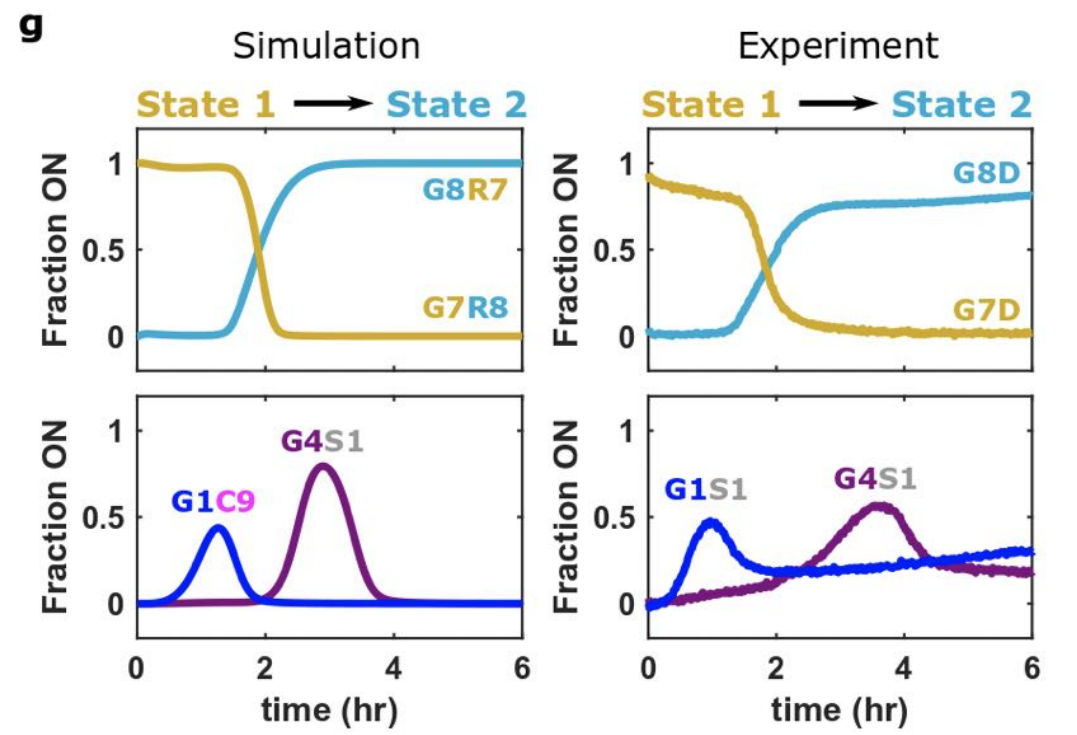 g
Simulation
State 1 State 2
Fraction ON
1
0.5
0
G8R7
G7R8
Fraction ON
1
0.5
0
G1C9
G4S1
0 2 4 6
time (hr)
Experiment
State 1 State 2
Fraction ON
1
0.5
0
G8D
G7D
Fraction ON
1
0.5
0
G1S1
G4S1
0 2 4 6
time (hr)